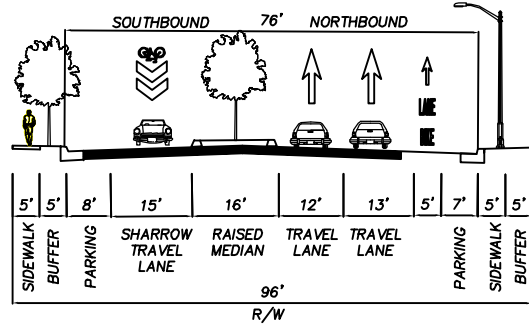 SOUTHBOUND 76' NORTHBOUND
LANE
BIKE
5' 5' 8' 15' 16' 12' 13' 5' 7' 5' 5'
SIDEWALK
BUFFER
PARKING
SHARROW
TRAVEL
LANE
RAISED
MEDIAN
TRAVEL
LANE
TRAVEL
LANE
PARKING
SIDEWALK
BUFFER
96'
R/W